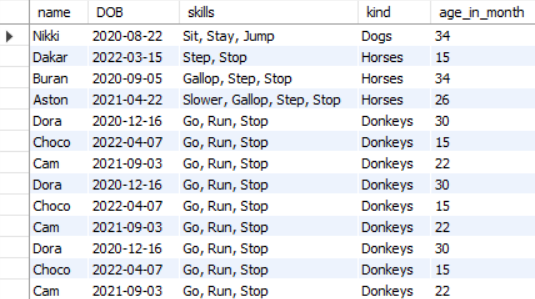 name DOB skills kind age_in_month
Nikki 2020-08-22 Sit, Stay, Jump Dogs 34
Dakar 2022-03-15 Step, Stop Horses 15
Buran 2020-09-05 Gallop, Step, Stop Horses 34
Aston 2021-04-22 Slower, Gallop, Step, Stop Horses 26
Dora 2020-12-16 Go, Run, Stop Donkeys 30
Choco 2022-04-07 Go, Run, Stop Donkeys 15
Cam 2021-09-03 Go, Run, Stop Donkeys 22
Dora 2020-12-16 Go, Run, Stop Donkeys 30
Choco 2022-04-07 Go, Run, Stop Donkeys 15
Cam 2021-09-03 Go, Run, Stop Donkeys 22
Dora 2020-12-16 Go, Run, Stop Donkeys 30
Choco 2022-04-07 Go, Run, Stop Donkeys 15
Cam 2021-09-03 Go, Run, Stop Donkeys 22